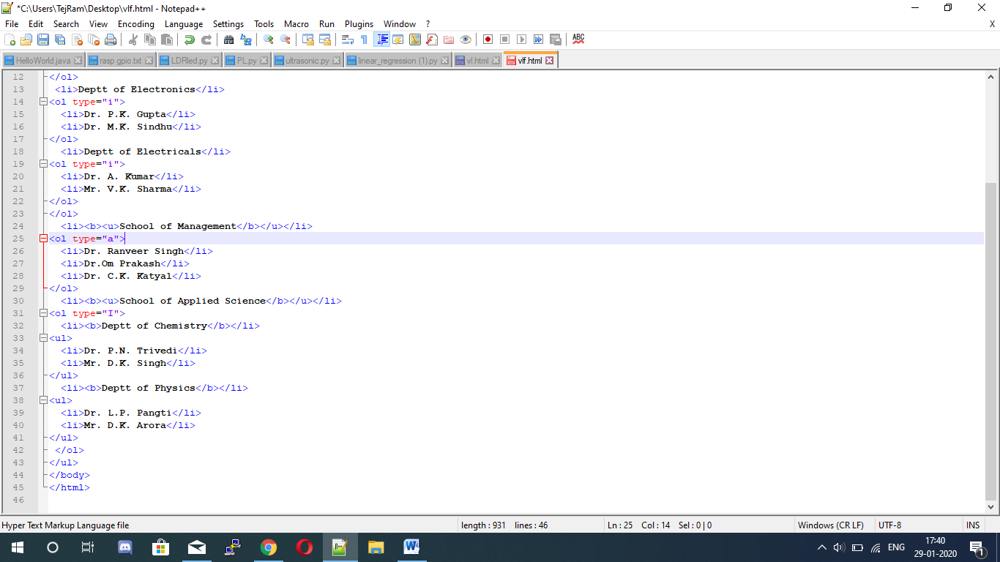 *C:\Users\TejRam\Desktop\vlf.html - Notepad++
File Edit Search View Encoding Language Settings Tools Macro Run Plugins Window ? X
HelloWorld.java rasp gpio.txt LDRled.py PL.py ultrasonic.py linear_regression (1).py vl.html vlf.html
12 </ol>
13 <li>Deptt of Electronics</li>
14 <ol type="i">
15 <li>Dr. P.K. Gupta</li>
16 <li>Dr. M.K. Sindhu</li>
17 </ol>
18 <li>Deptt of Electricals</li>
19 <ol type="i">
20 <li>Dr. A. Kumar</li>
21 <li>Mr. V.K. Sharma</li>
22 </ol>
23 </ol>
24 <li><b><u>School of Management</b></u></li>
25 <ol type="a">
26 <li>Dr. Ranveer Singh</li>
27 <li>Dr.Om Prakash</li>
28 <li>Dr. C.K. Katyal</li>
29 </ol>
30 <li><b><u>School of Applied Science</b></u></li>
31 <ol type="I">
32 <li><b>Deptt of Chemistry</b></li>
33 <ul>
34 <li>Dr. P.N. Trivedi</li>
35 <li>Mr. D.K. Singh</li>
36 </ul>
37 <li><b>Deptt of Physics</b></li>
38 <ul>
39 <li>Dr. L.P. Pangti</li>
40 <li>Mr. D.K. Arora</li>
41 </ul>
42 </ol>
43 </ul>
44 </body>
45 </html>
46
Hyper Text Markup Language file length : 931 lines : 46 Ln : 25 Col : 14 Sel : 0 | 0 Windows (CR LF) UTF-8 INS
ENG 17:40
29-01-2020 1